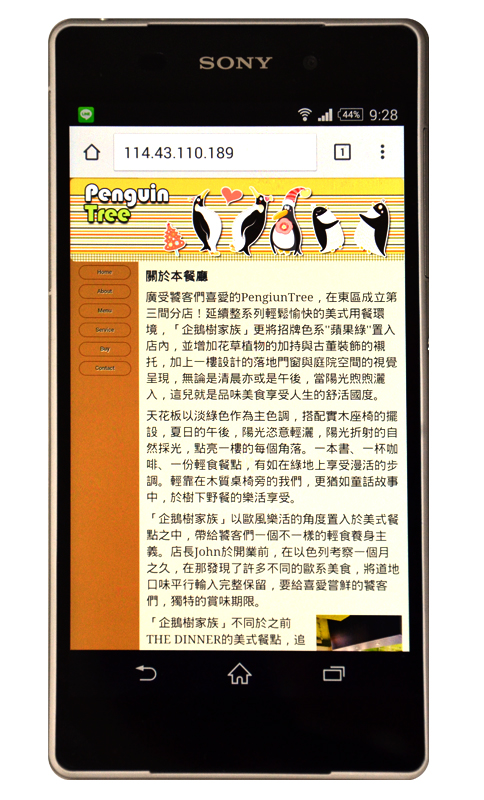 SONY
LINE
44% 9:28
114.43.110.189
1
Penguin
Tree
Home
About
Menu
Service
Buy
Contact
關於本餐廳
廣受饕客們喜愛的PengiunTree，在東區成立第
三間分店！延續整系列輕鬆愉快的美式用餐環
境，「企鵝樹家族」更將招牌色系"蘋果綠"置入
店內，並增加花草植物的加持與古董裝飾的襯
托，加上一樓設計的落地門窗與庭院空間的視覺
呈現，無論是清晨亦或是午後，當陽光煦煦灑
入，這兒就是品味美食享受人生的舒活國度。
天花板以淡綠色作為主色調，搭配實木座椅的擺
設，夏日的午後，陽光恣意輕灑，陽光折射的自
然採光，點亮一樓的每個角落。一本書、一杯咖
啡、一份輕食餐點，有如在綠地上享受漫活的步
調。輕靠在木質桌椅旁的我們，更猶如童話故事
中，於樹下野餐的樂活享受。
「企鵝樹家族」以歐風樂活的角度置入於美式餐
點之中，帶給饕客們一個不一樣的輕食養身主
義。店長John於開業前，在以色列考察一個月
之久，在那發現了許多不同的歐系美食，將道地
口味平行輸入完整保留，要給喜愛嘗鮮的饕客
們，獨特的賞味期限。
「企鵝樹家族」不同於之前
THE DINNER的美式餐點，追